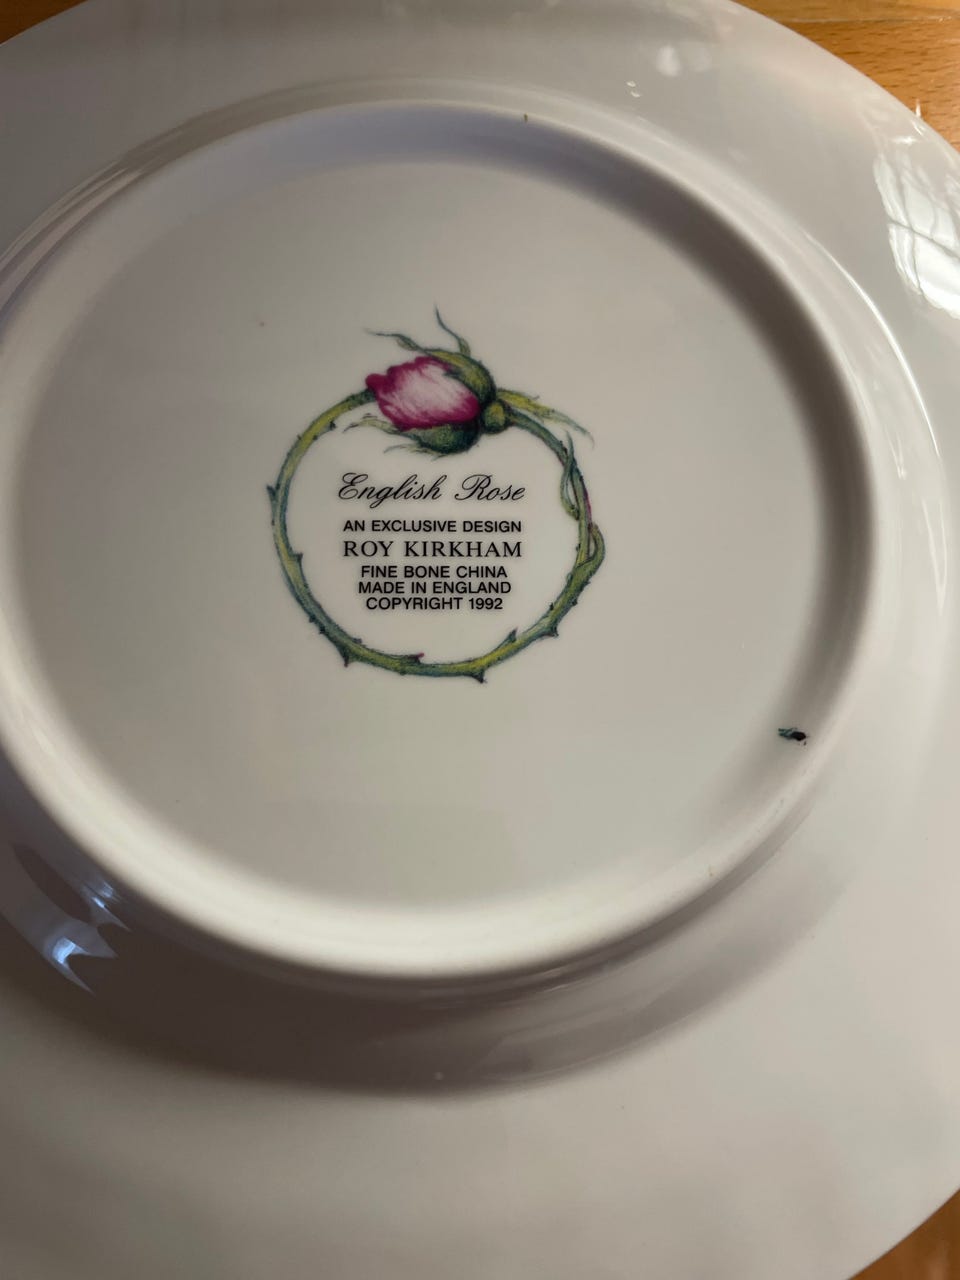 English Rose
AN EXCLUSIVE DESIGN
ROY KIRKHAM
FINE BONE CHINA
MADE IN ENGLAND
COPYRIGHT 1992